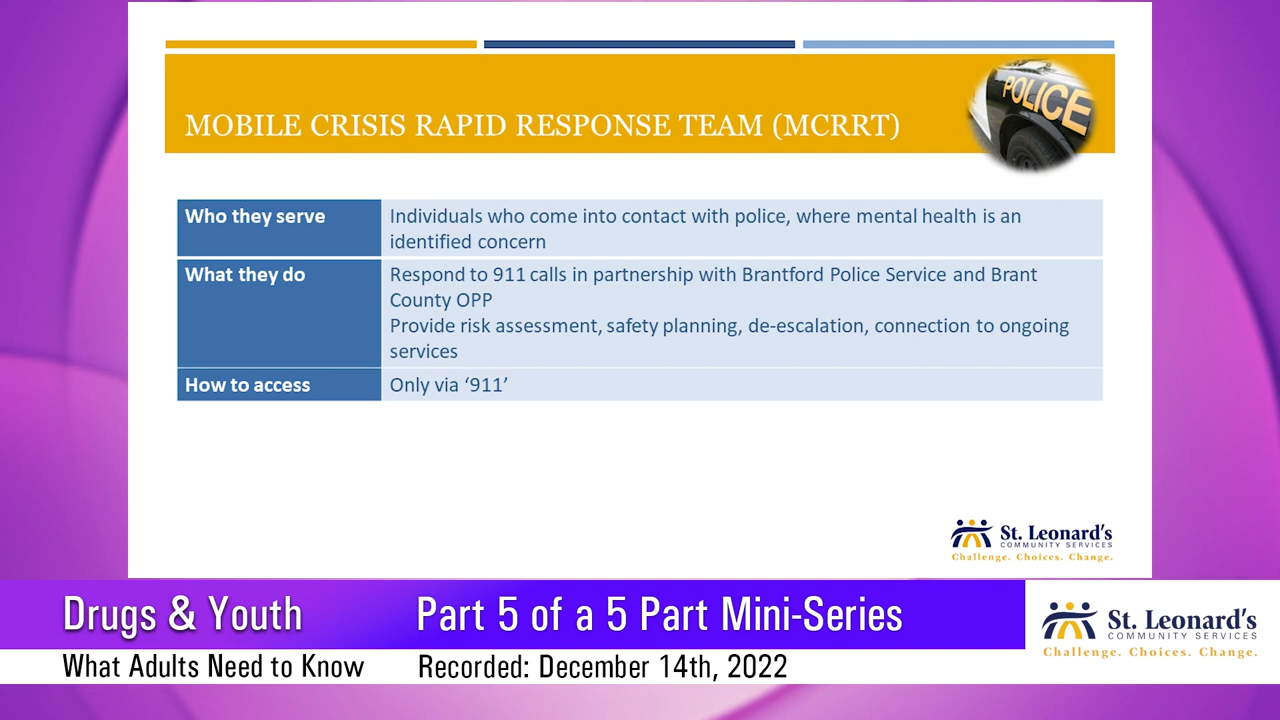 MOBILE CRISIS RAPID RESPONSE TEAM (MCRRT)
POLICE
Who they serve
Individuals who come into contact with police, where mental health is an
identified concern
What they do
Respond to 911 calls in partnership with Brantford Police Service and Brant
County OPP
Provide risk assessment, safety planning, de-escalation, connection to ongoing
services
How to access
Only via ‘911’
St. Leonard's
COMMUNITY SERVICES
Challenge. Choices. Change.
Drugs & Youth
Part 5 of a 5 Part Mini-Series
What Adults Need to Know
Recorded: December 14th, 2022
St. Leonard's
COMMUNITY SERVICES
Challenge. Choices. Change.